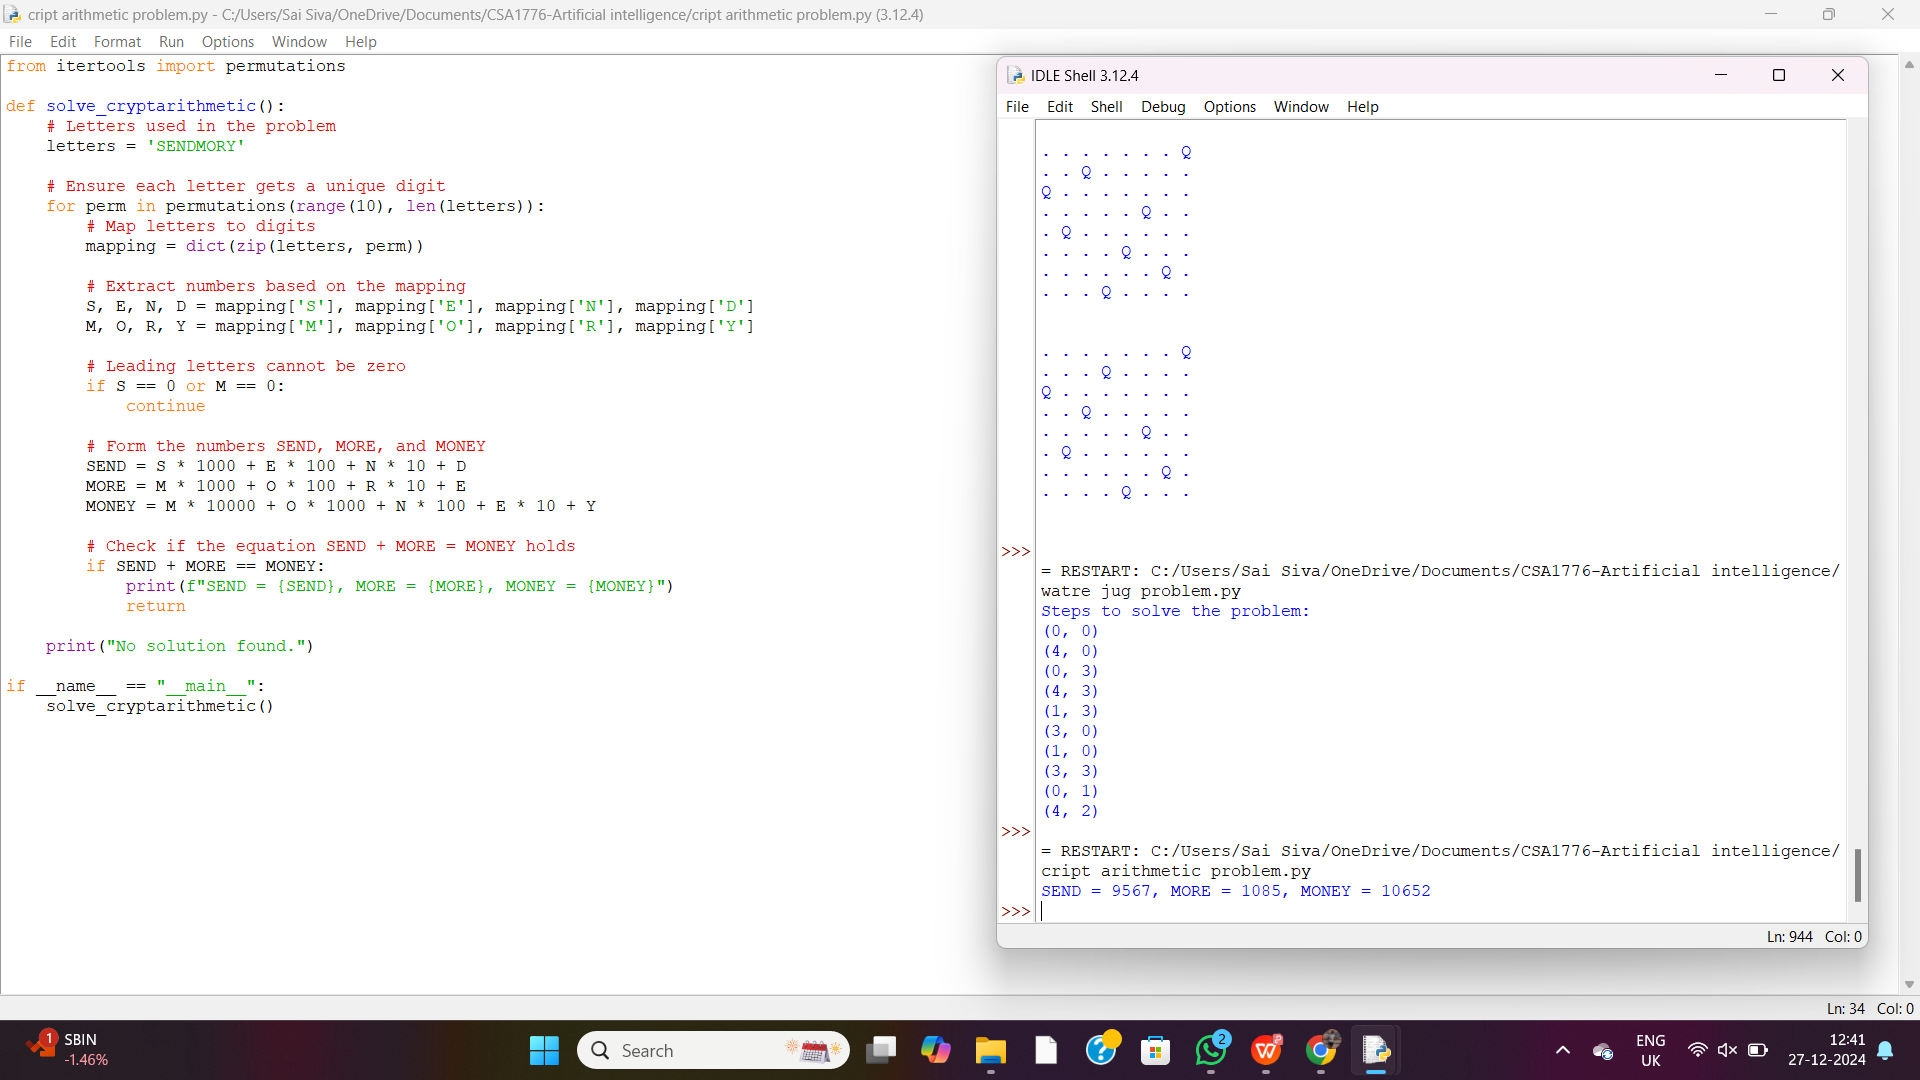 cript arithmetic problem.py - C:/Users/Sai Siva/OneDrive/Documents/CSA1776-Artificial intelligence/cript arithmetic problem.py (3.12.4)
File Edit Format Run Options Window Help
from itertools import permutations
def solve_cryptarithmetic():
# Letters used in the problem
letters = 'SENDMORY'
# Ensure each letter gets a unique digit
for perm in permutations(range(10), len(letters)):
# Map letters to digits
mapping = dict(zip(letters, perm))
# Extract numbers based on the mapping
S, E, N, D = mapping['S'], mapping['E'], mapping['N'], mapping['D']
M, O, R, Y = mapping['M'], mapping['O'], mapping['R'], mapping['Y']
# Leading letters cannot be zero
if S == 0 or M == 0:
continue
# Form the numbers SEND, MORE, and MONEY
SEND = S * 1000 + E * 100 + N * 10 + D
MORE = M * 1000 + O * 100 + R * 10 + E
MONEY = M * 10000 + O * 1000 + N * 100 + E * 10 + Y
# Check if the equation SEND + MORE = MONEY holds
if SEND + MORE == MONEY:
print(f"SEND = {SEND}, MORE = {MORE}, MONEY = {MONEY}")
return
print("No solution found.")
if __name__ == "__main__":
solve_cryptarithmetic()
IDLE Shell 3.12.4
File Edit Shell Debug Options Window Help
. . . . . . . Q
. . Q . . . . .
Q . . . . . . .
. . . . . Q . .
. Q . . . . . .
. . . . Q . . .
. . . . . . Q .
. . . Q . . . .
. . . . . . . Q
. . . Q . . . .
Q . . . . . . .
. . Q . . . . .
. . . . . Q . .
. Q . . . . . .
. . . . . . Q .
. . . . Q . . .
>>>
= RESTART: C:/Users/Sai Siva/OneDrive/Documents/CSA1776-Artificial intelligence/
watre jug problem.py
Steps to solve the problem:
(0, 0)
(4, 0)
(0, 3)
(4, 3)
(1, 3)
(3, 0)
(1, 0)
(3, 3)
(0, 1)
(4, 2)
>>>
= RESTART: C:/Users/Sai Siva/OneDrive/Documents/CSA1776-Artificial intelligence/
cript arithmetic problem.py
SEND = 9567, MORE = 1085, MONEY = 10652
>>>
Ln: 944 Col: 0
Ln: 34 Col: 0
1
SBIN
-1.46%
Search
2
ENG
UK
12:41
27-12-2024